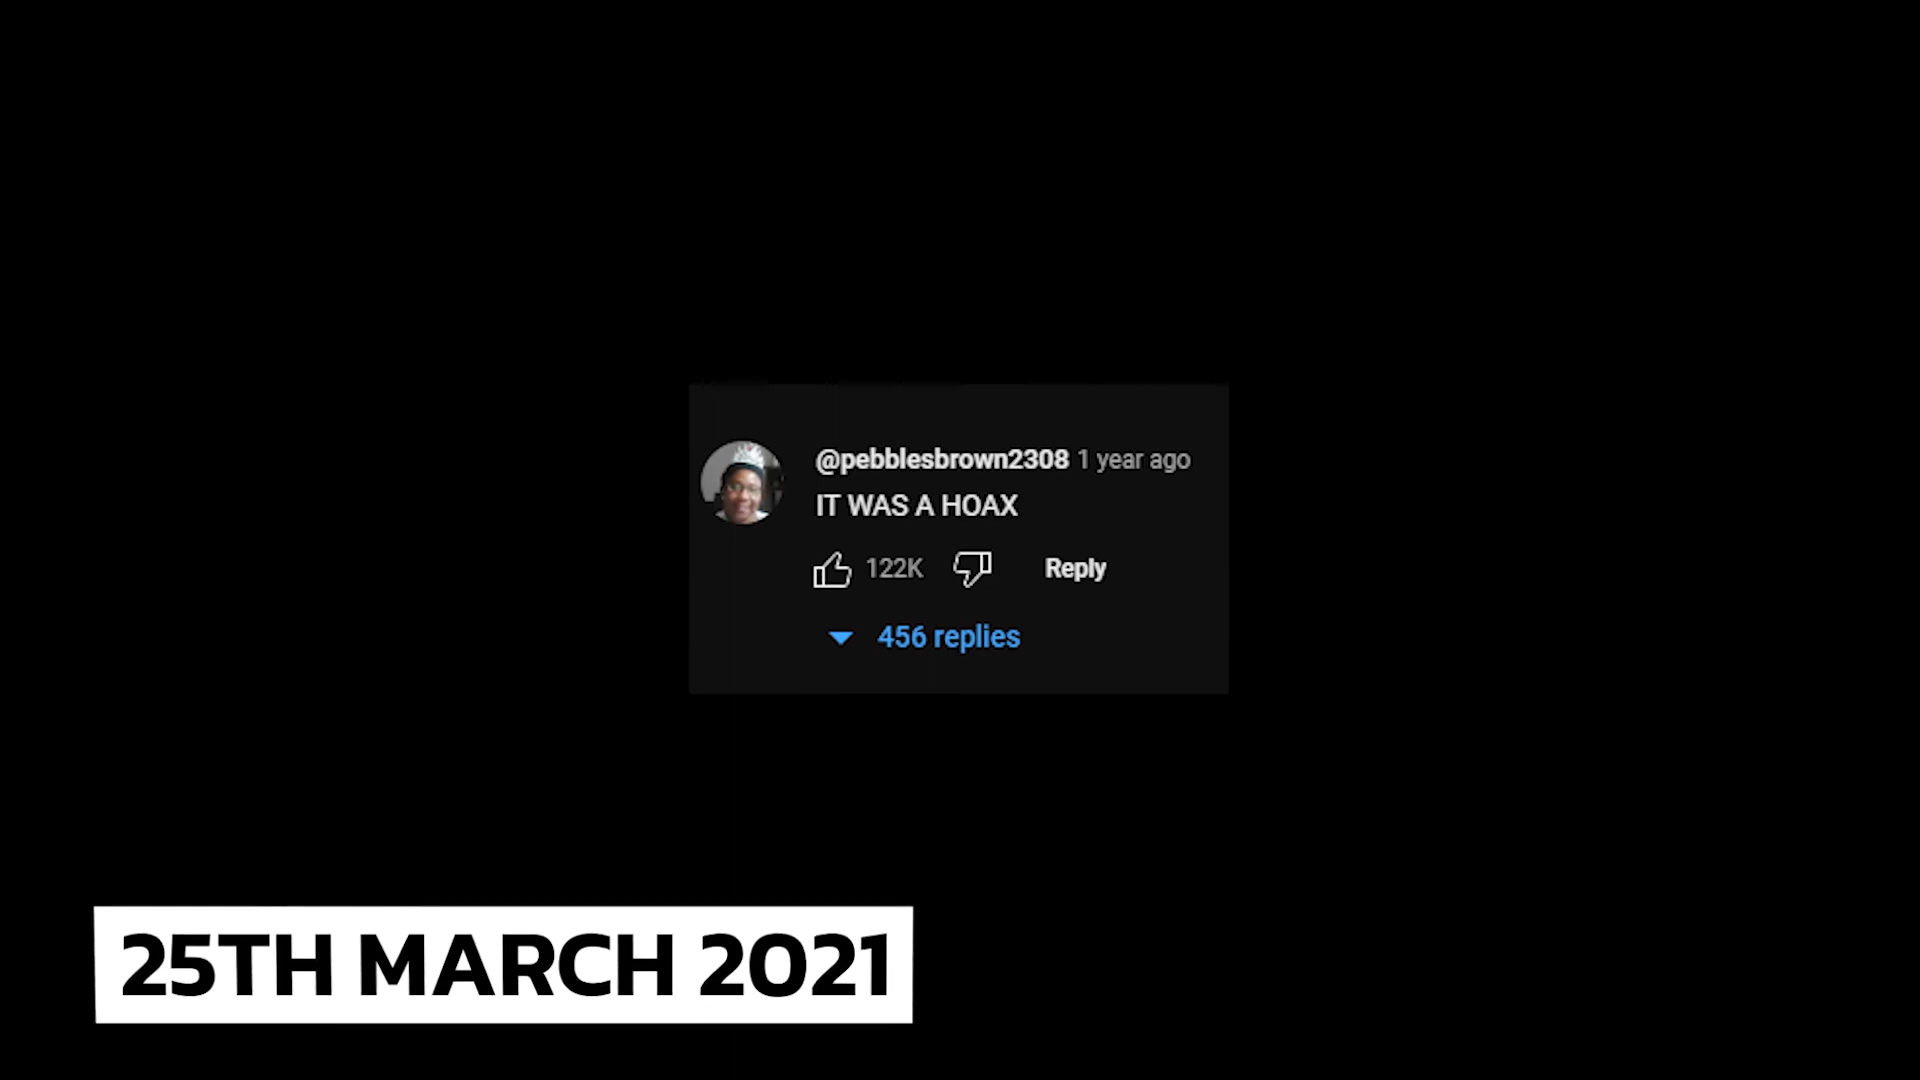 @pebblesbrown2308 1 year ago
IT WAS A HOAX
122K Reply
456 replies
25TH MARCH 2021